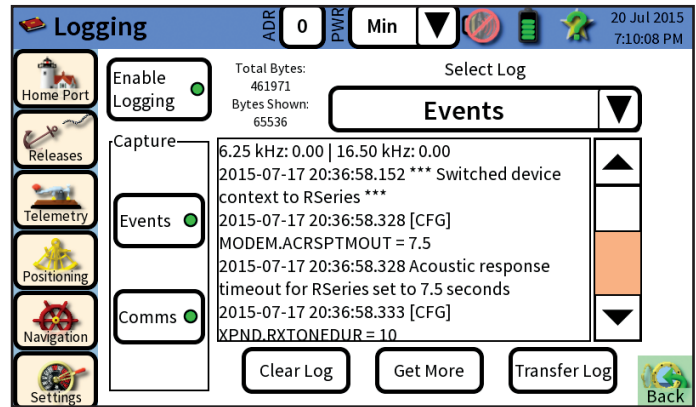 Logging
ADR
0
PWR
Min
20 Jul 2015
7:10:08 PM
Home Port
Releases
Telemetry
Positioning
Navigation
Settings
Enable
Logging
Total Bytes:
461971
Bytes Shown:
65536
Select Log
Events
Capture
Events
Comms
6.25 kHz: 0.00 | 16.50 kHz: 0.00
2015-07-17 20:36:58.152 *** Switched device
context to RSeries ***
2015-07-17 20:36:58.328 [CFG]
MODEM.ACRSPTMOUT = 7.5
2015-07-17 20:36:58.328 Acoustic response
timeout for RSeries set to 7.5 seconds
2015-07-17 20:36:58.333 [CFG]
XPND.RXTONEDUR = 10
Clear Log
Get More
Transfer Log
Back